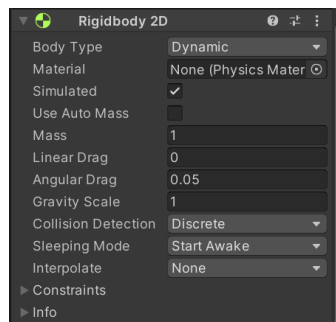 Rigidbody 2D
Body Type Dynamic
Material None (Physics Mater
Simulated
Use Auto Mass
Mass 1
Linear Drag 0
Angular Drag 0.05
Gravity Scale 1
Collision Detection Discrete
Sleeping Mode Start Awake
Interpolate None
Constraints
Info